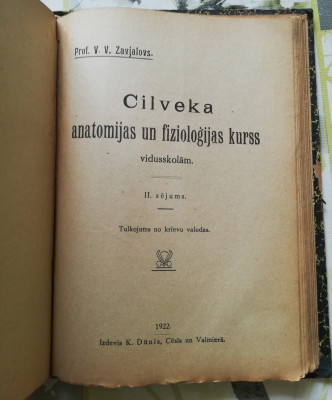 Prof. V. V. Zavjalovs.
Cilveka
anatomijas un fizioloģijas kurss
vidusskolām.
II. sējums.
Tulkojums no krievu valodas.
1922.
Izdevis K. Dūnis, Cēsīs un Valmierā.